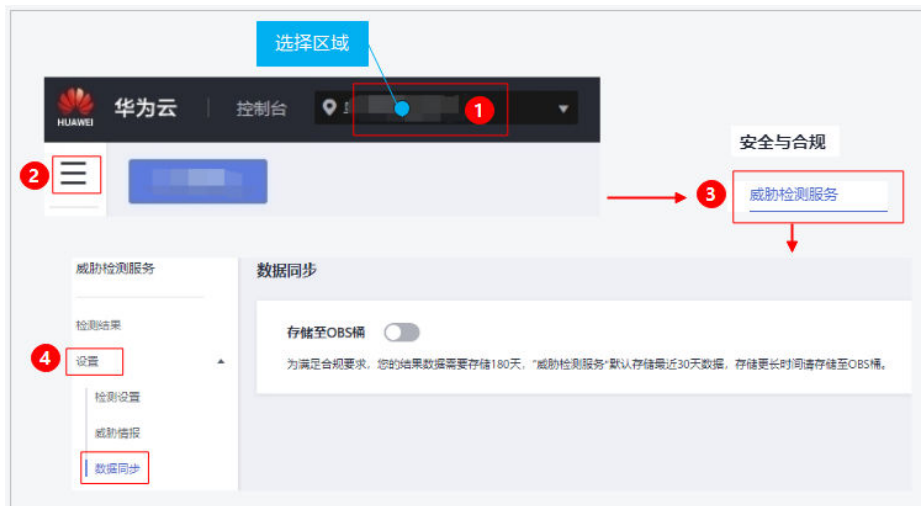 选择区域
HUAWEI
华为云
控制台
1
2
安全与合规
3
威胁检测服务
威胁检测服务
数据同步
检测结果
存储至OBS桶
4
设置
为满足合规要求，您的结果数据需要存储180天，"威胁检测服务"默认存储最近30天数据，存储更长时间请存储至OBS桶。
检测设置
威胁情报
数据同步